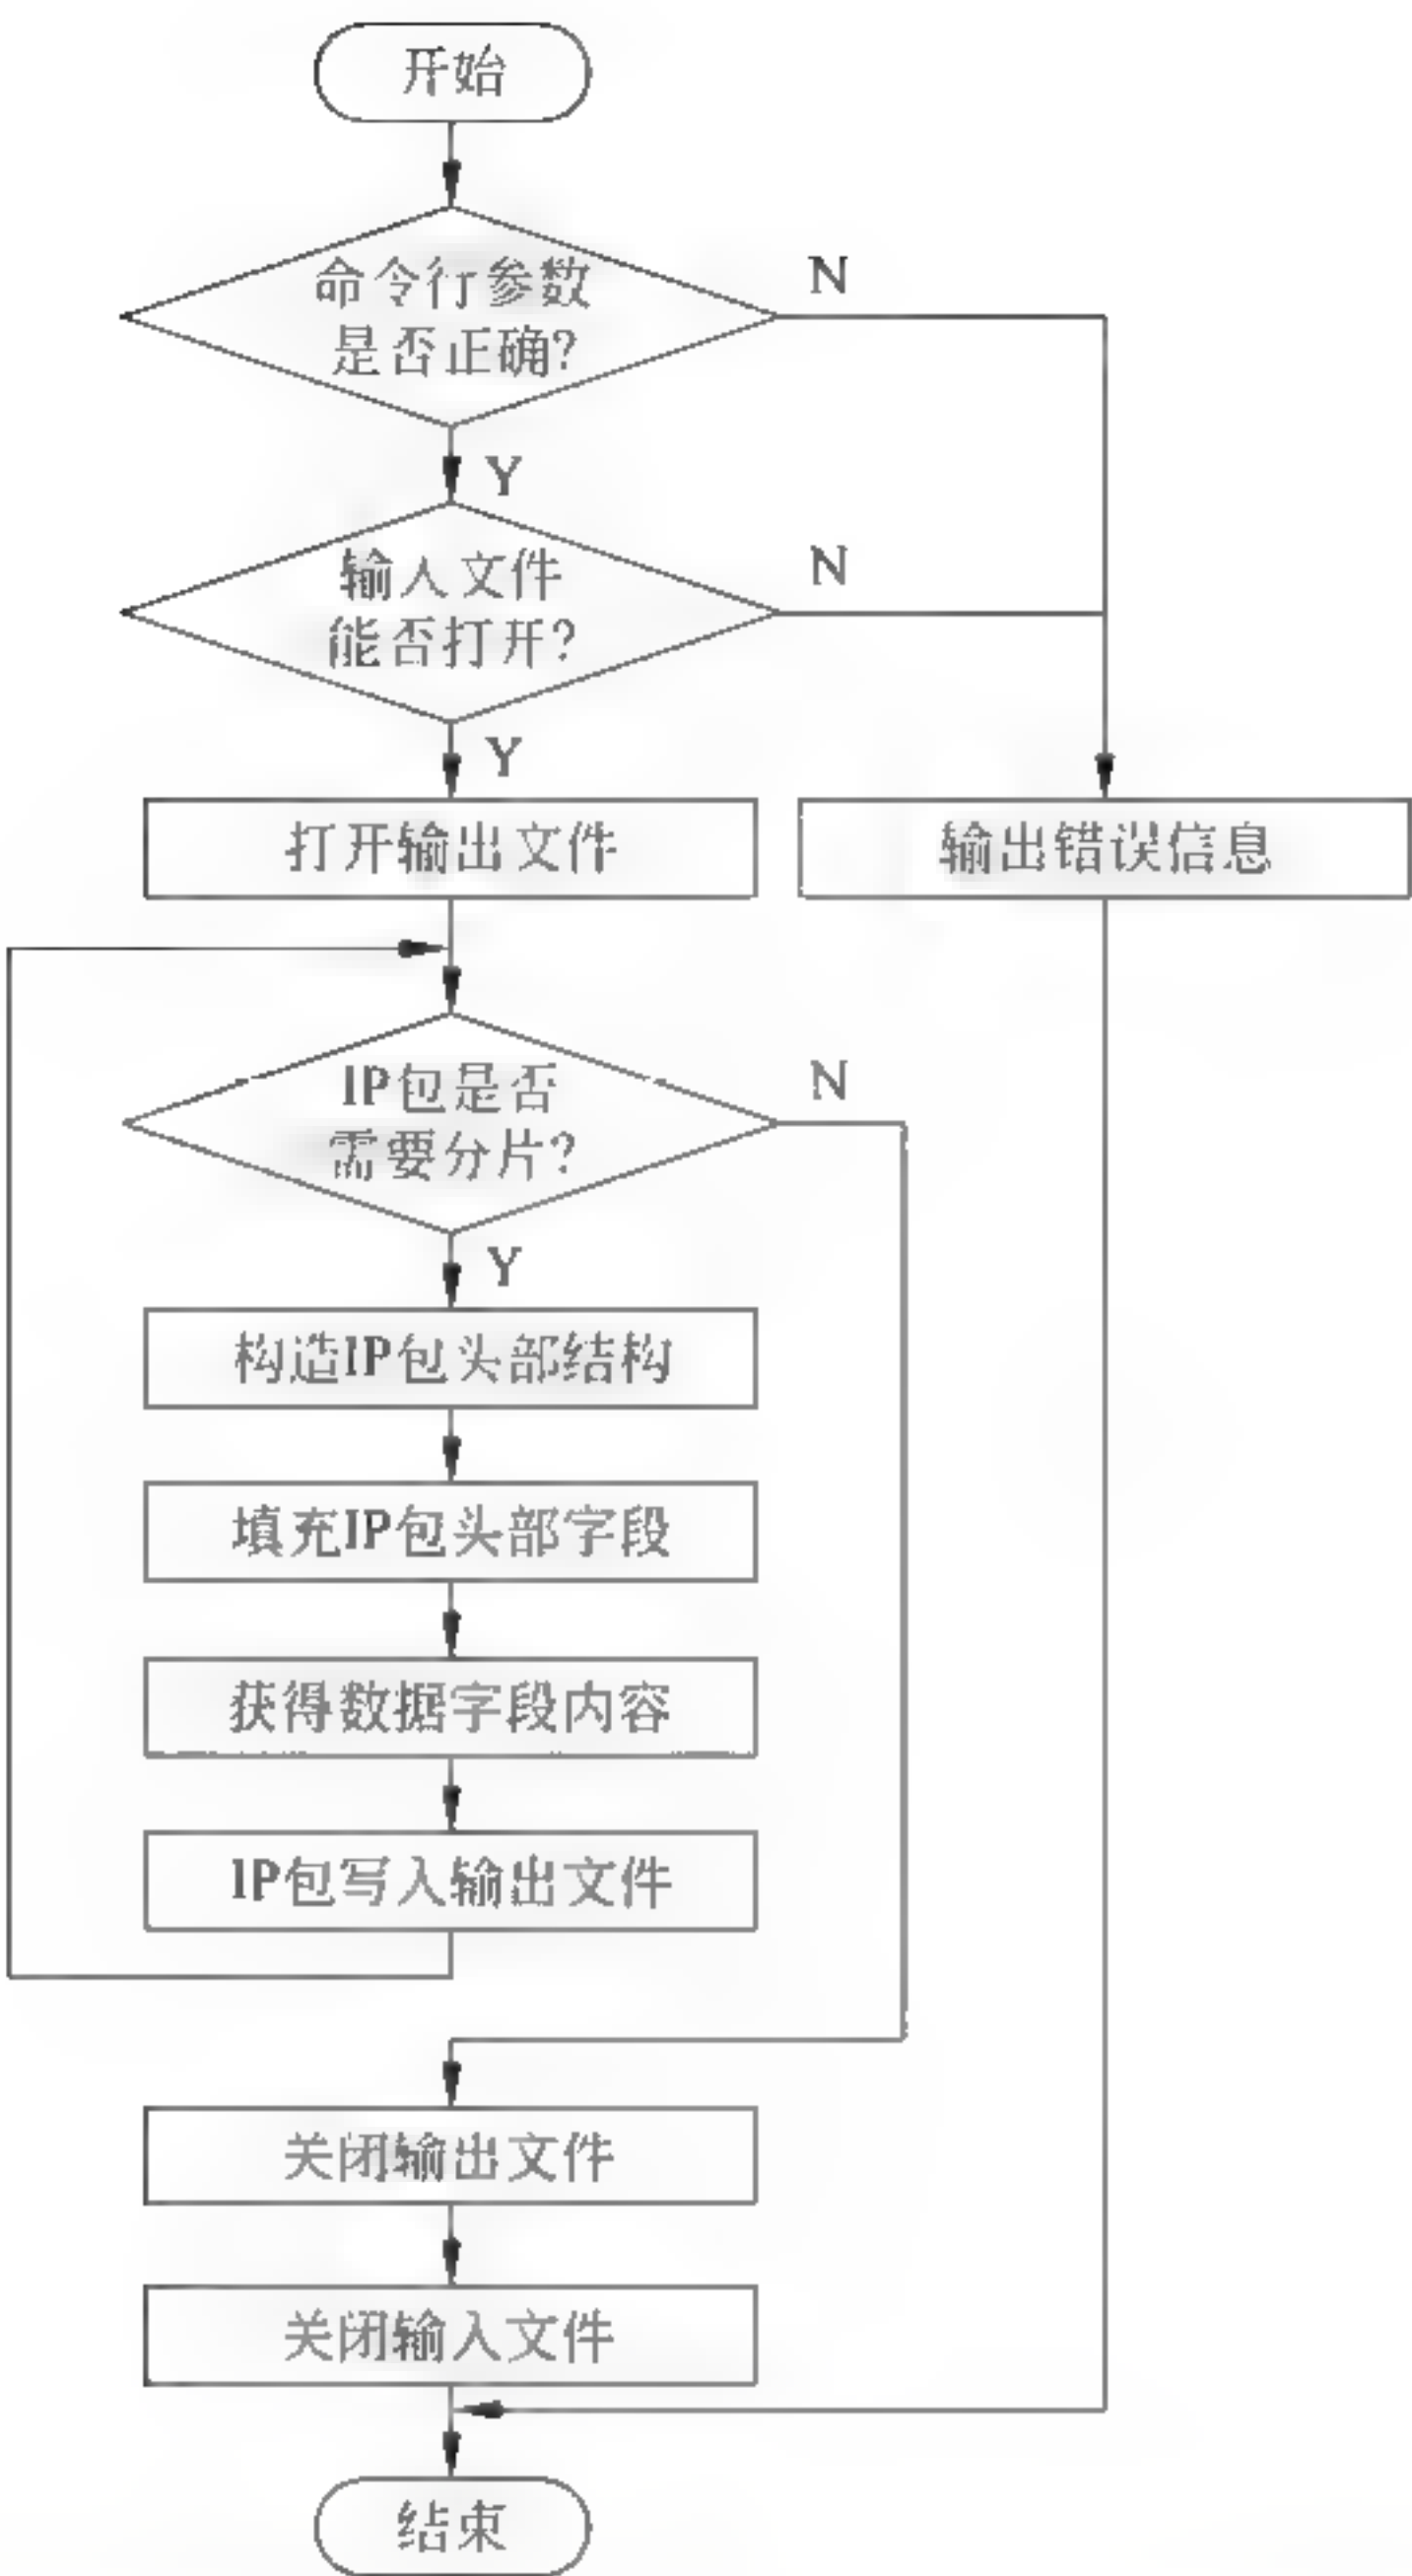 开始
命令行参数
是否正确?
N
Y
输入文件
能否打开?
N
Y
打开输出文件
输出错误信息
IP包是否
需要分片?
N
Y
构造IP包头部结构
填充IP包头部字段
获得数据字段内容
IP包写入输出文件
关闭输出文件
关闭输入文件
结束